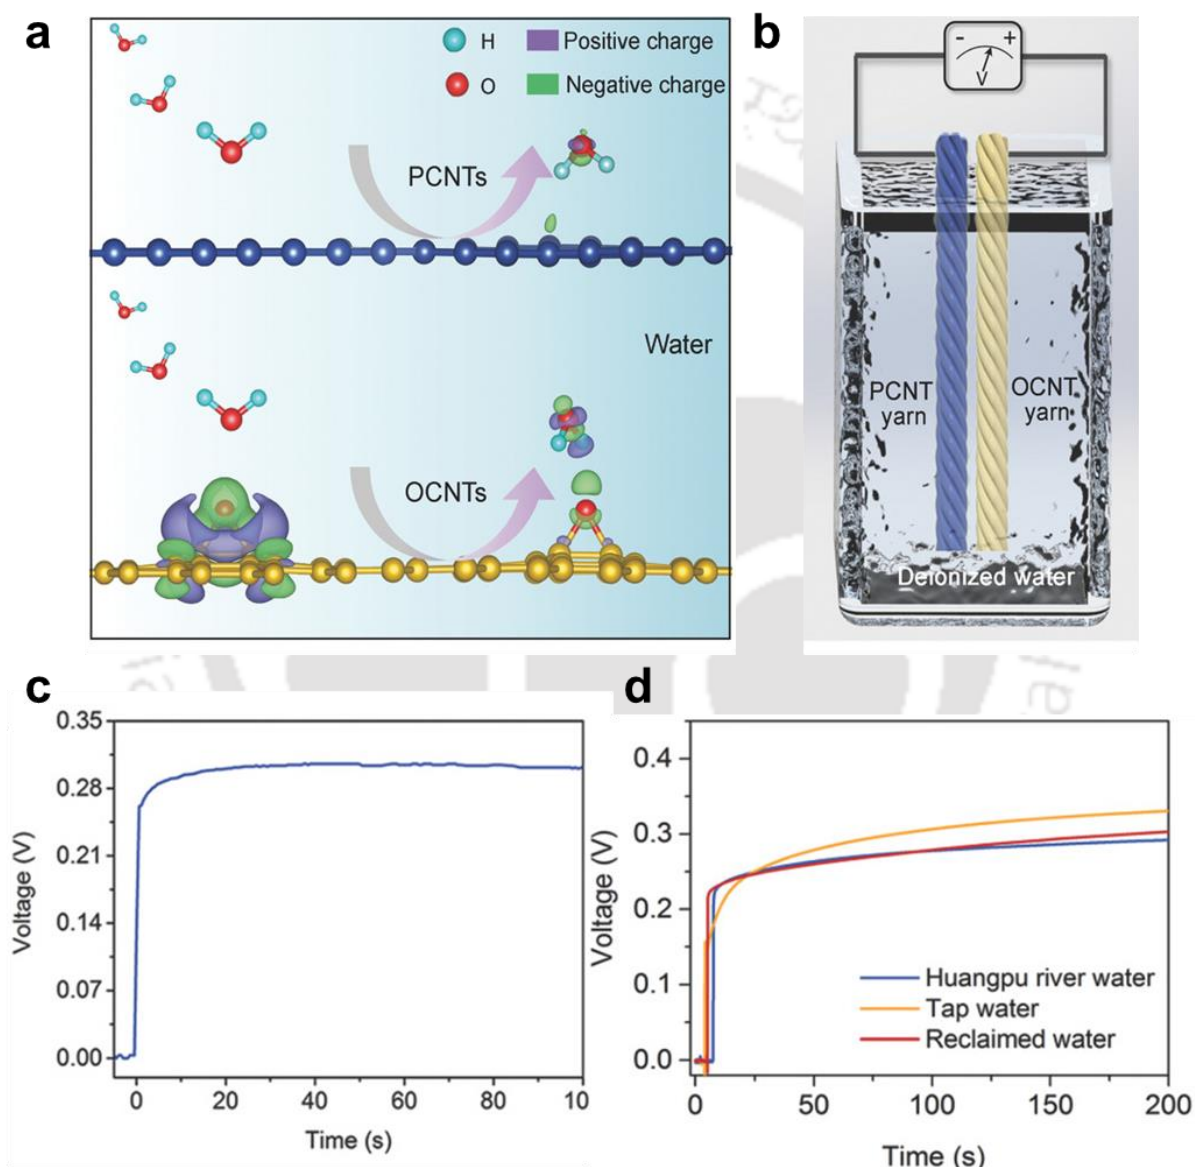 a
H
Positive charge
O
Negative charge
PCNTs
Water
OCNTs
b
- +
V
PCNT
yarn
OCNT
yarn
Deionized water
c
0.35
0.28
0.21
0.14
0.07
0.00
Voltage (V)
0 20 40 60 80 10
Time (s)
d
0.4
0.3
0.2
0.1
0.0
Voltage (V)
Huangpu river water
Tap water
Reclaimed water
0 50 100 150 200
Time (s)